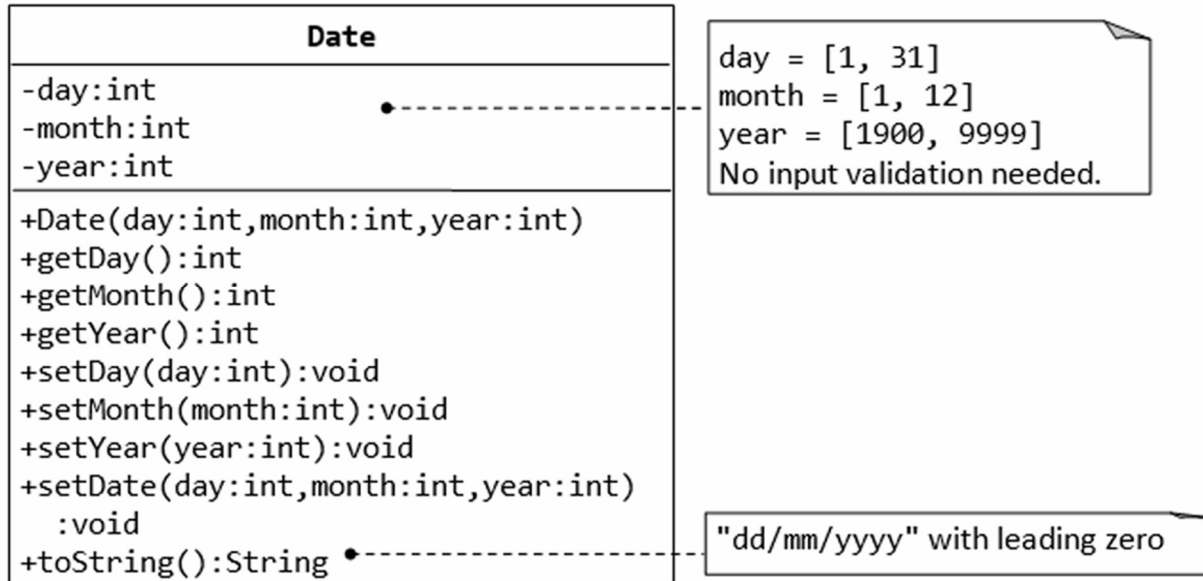 Date
-day:int
-month:int
-year:int
day = [1, 31]
month = [1, 12]
year = [1900, 9999]
No input validation needed.
+Date(day:int,month:int,year:int)
+getDay():int
+getMonth():int
+getYear():int
+setDay(day:int):void
+setMonth(month:int):void
+setYear(year:int):void
+setDate(day:int,month:int,year:int)
:void
+toString():String
"dd/mm/yyyy" with leading zero